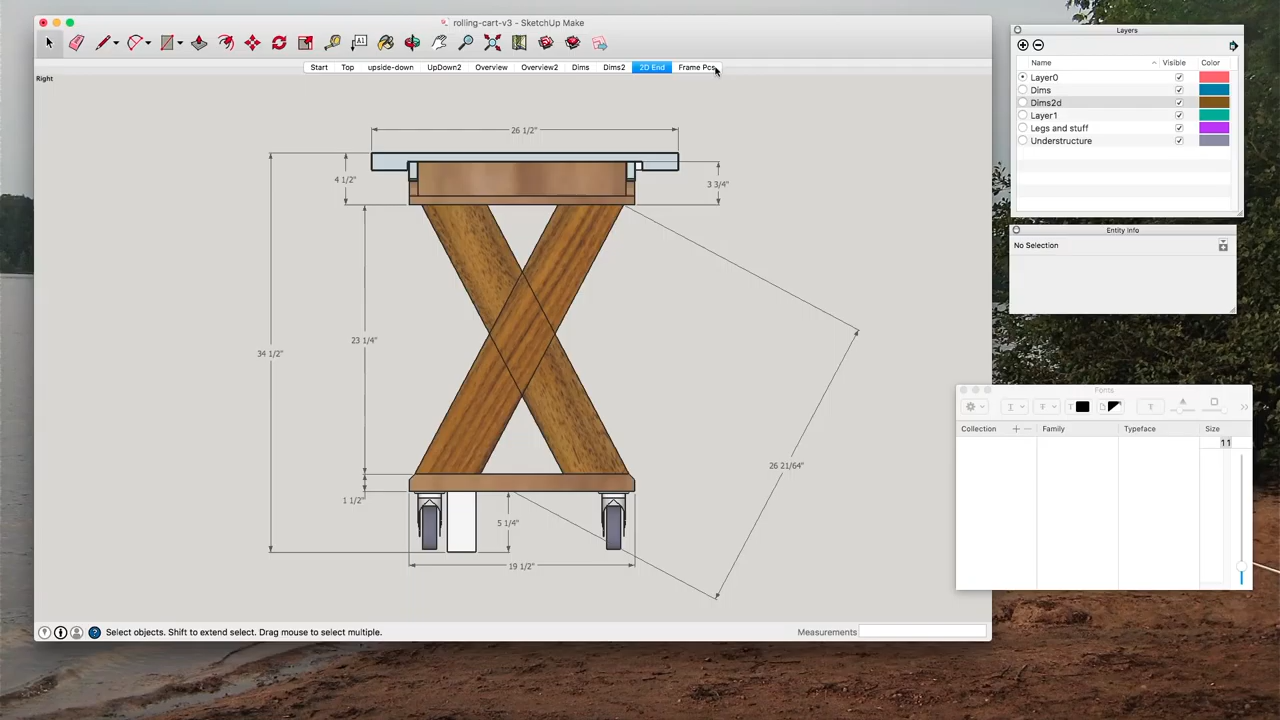 rolling-cart-v3 - SketchUp Make
A1
Start Top upside-down UpDown2 Overview Overview2 Dims Dims2 2D End Frame Pcs
Right
26 1/2"
4 1/2"
3 3/4"
34 1/2"
23 1/4"
26 21/64"
1 1/2"
5 1/4"
19 1/2"
Select objects. Shift to extend select. Drag mouse to select multiple.
Measurements
Layers
Name Visible Color
Layer0
Dims
Dims2d
Layer1
Legs and stuff
Understructure
Entity Info
No Selection
Fonts
Collection Family Typeface Size
11